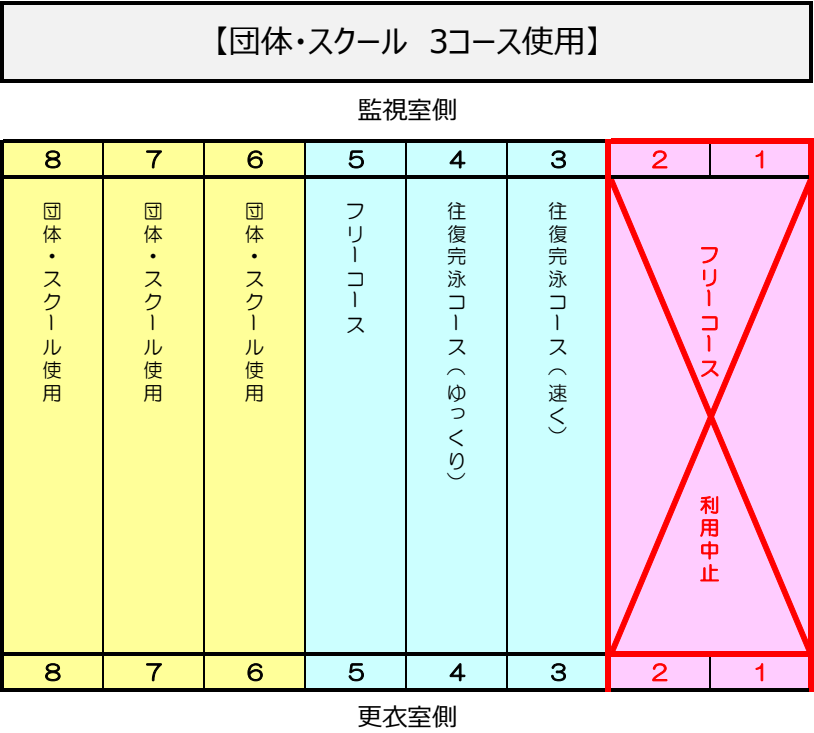 【団体・スクール　3コース使用】
監視室側
8 7 6 5 4 3 2 1
団体・スクール使用
団体・スクール使用
団体・スクール使用
フリーコース
往復完泳コース（ゆっくり）
往復完泳コース（速く）
フリーコース　利用中止
8 7 6 5 4 3 2 1
更衣室側